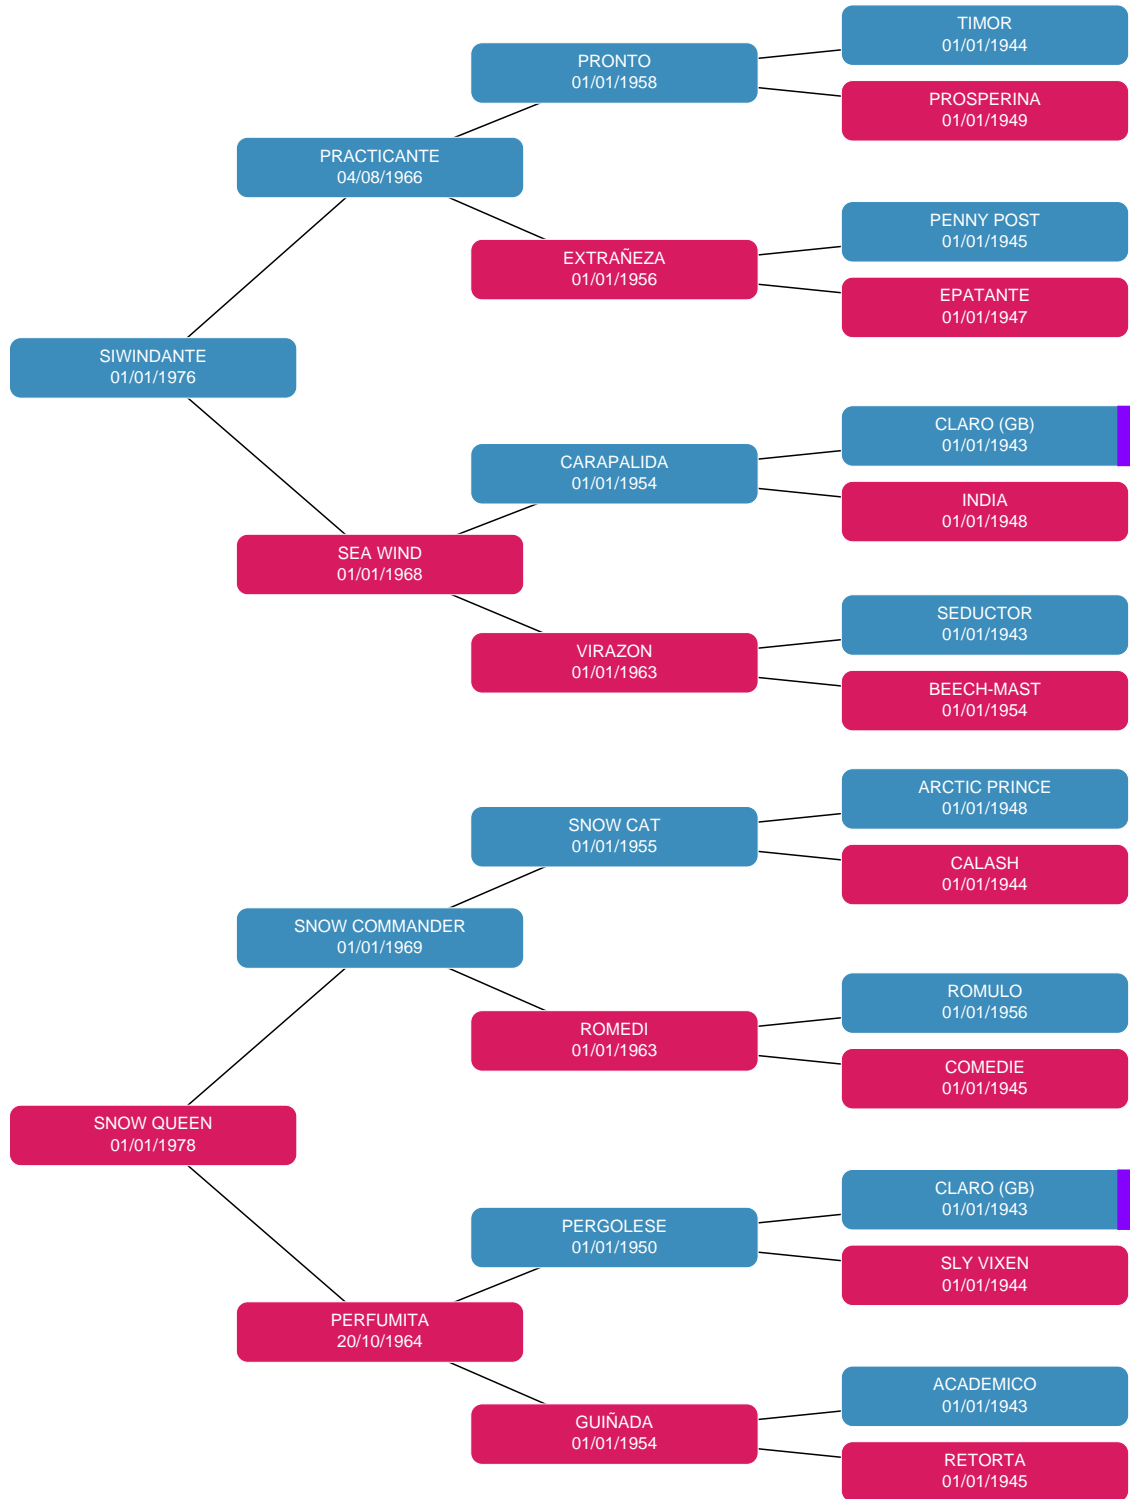 TIMOR
01/01/1944
PRONTO
01/01/1958
PROSPERINA
01/01/1949
PRACTICANTE
04/08/1966
PENNY POST
01/01/1945
EXTRAÑEZA
01/01/1956
EPATANTE
01/01/1947
SIWINDANTE
01/01/1976
CLARO (GB)
01/01/1943
CARAPALIDA
01/01/1954
INDIA
01/01/1948
SEA WIND
01/01/1968
SEDUCTOR
01/01/1943
VIRAZON
01/01/1963
BEECH-MAST
01/01/1954
ARCTIC PRINCE
01/01/1948
SNOW CAT
01/01/1955
CALASH
01/01/1944
SNOW COMMANDER
01/01/1969
ROMULO
01/01/1956
ROMEDI
01/01/1963
COMEDIE
01/01/1945
SNOW QUEEN
01/01/1978
CLARO (GB)
01/01/1943
PERGOLESE
01/01/1950
SLY VIXEN
01/01/1944
PERFUMITA
20/10/1964
ACADEMICO
01/01/1943
GUIÑADA
01/01/1954
RETORTA
01/01/1945